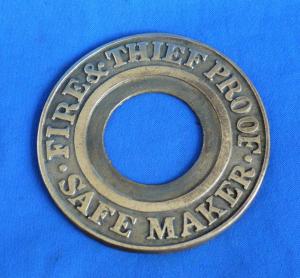 FIRE & THIEF PROOF
· SAFE MAKER ·